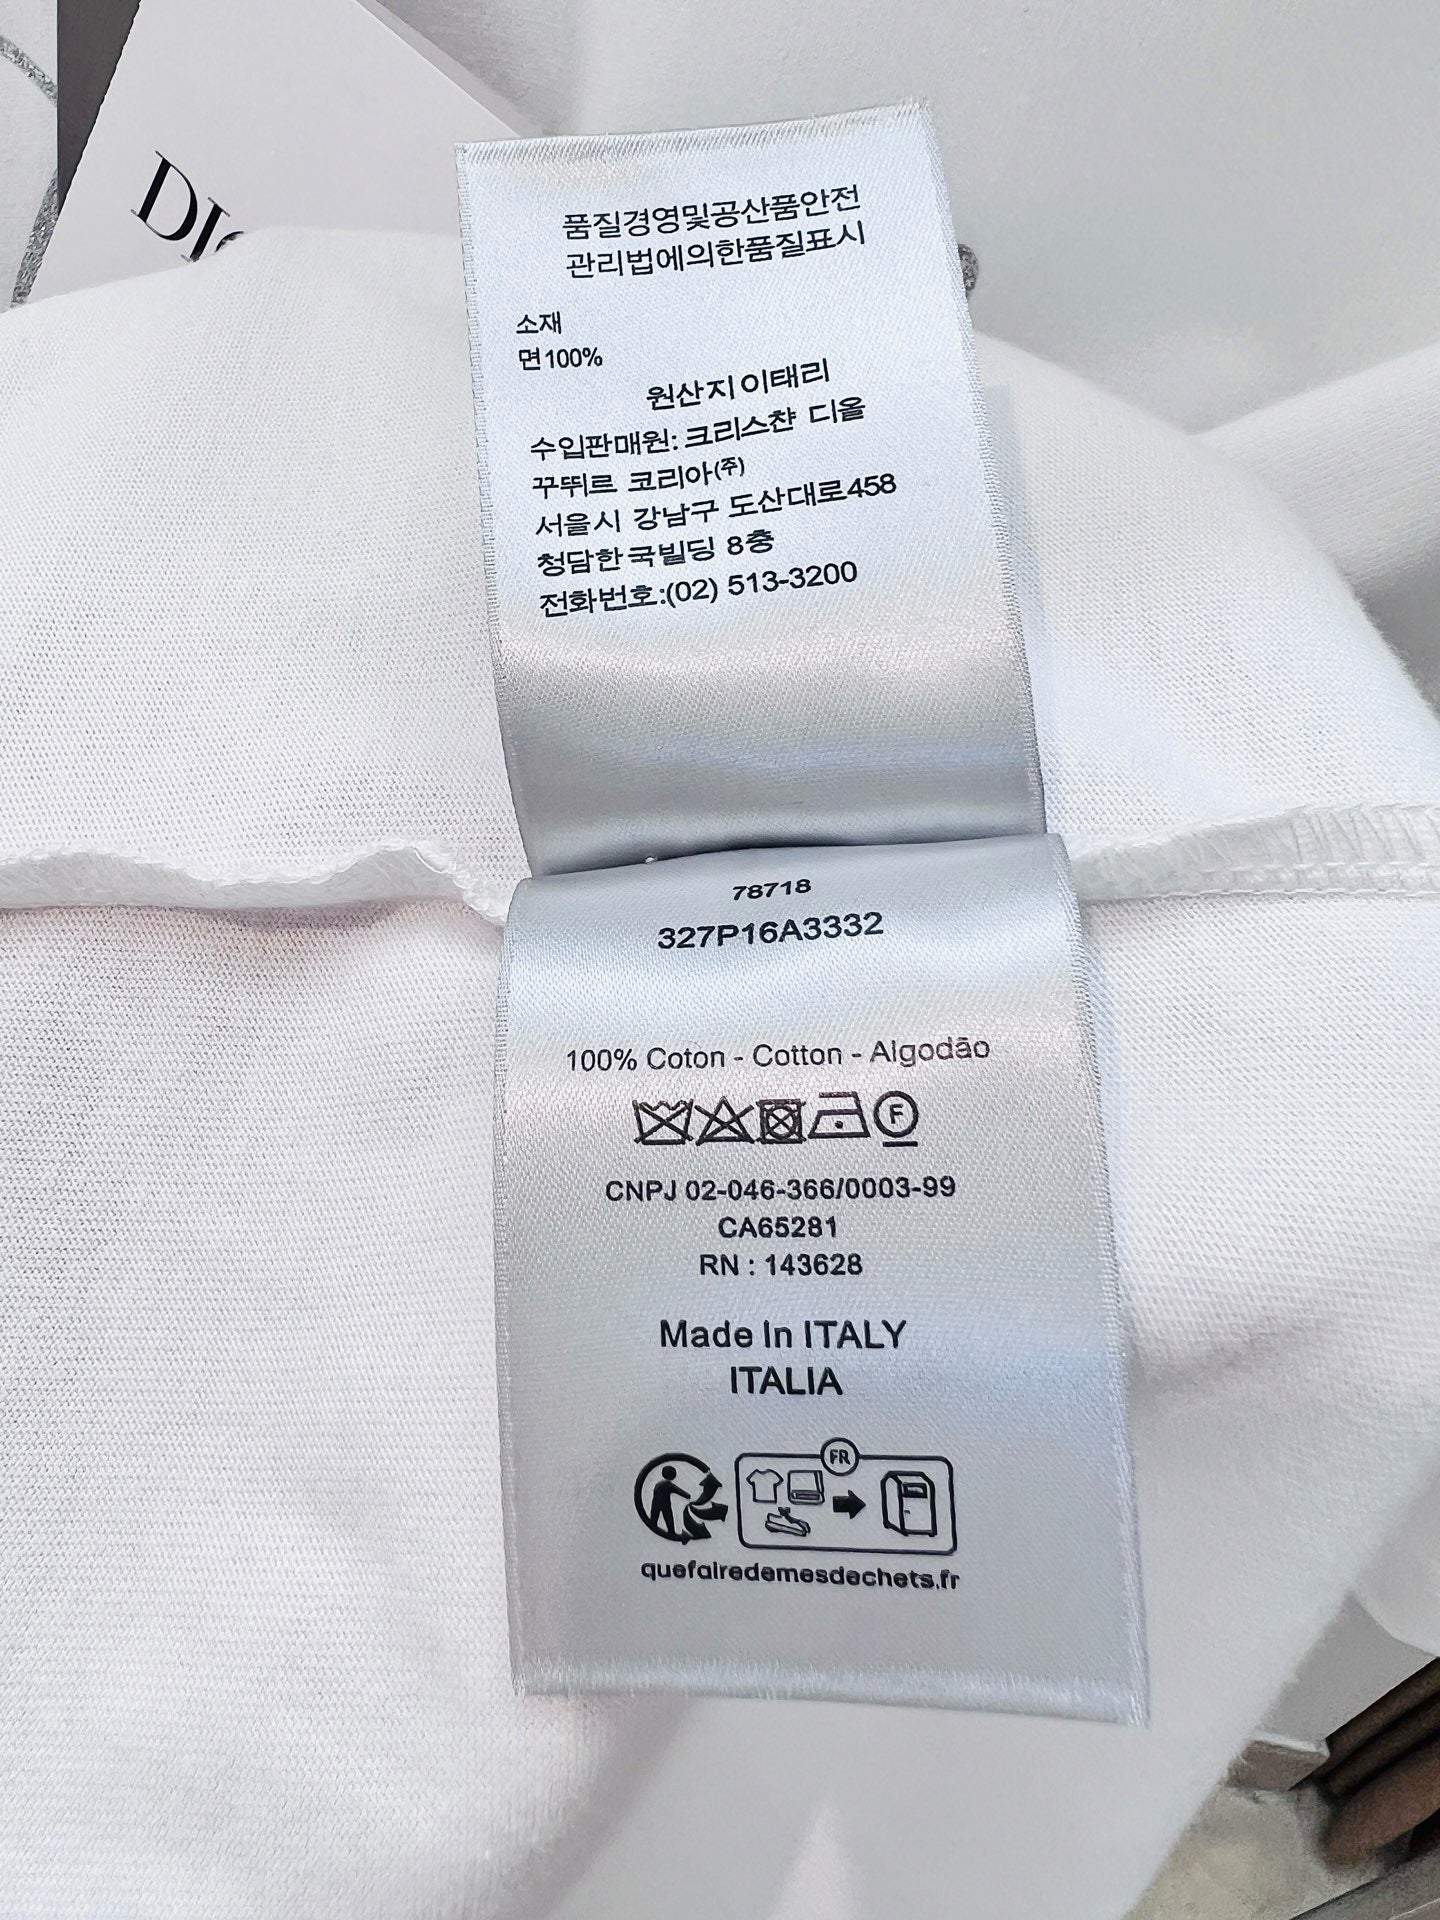 품질경영및공산품안전
관리법에의한품질표시
소재
면100%
원산지이태리
수입판매원: 크리스챤 디올
꾸뛰르 코리아(주)
서울시 강남구 도산대로458
청담한국빌딩 8층
전화번호:(02) 513-3200
78718
327P16A3332
100% Coton - Cotton - Algodão
F
CNPJ 02-046-366/0003-99
CA65281
RN : 143628
Made In ITALY
ITALIA
FR
quefairedemesdechets.fr